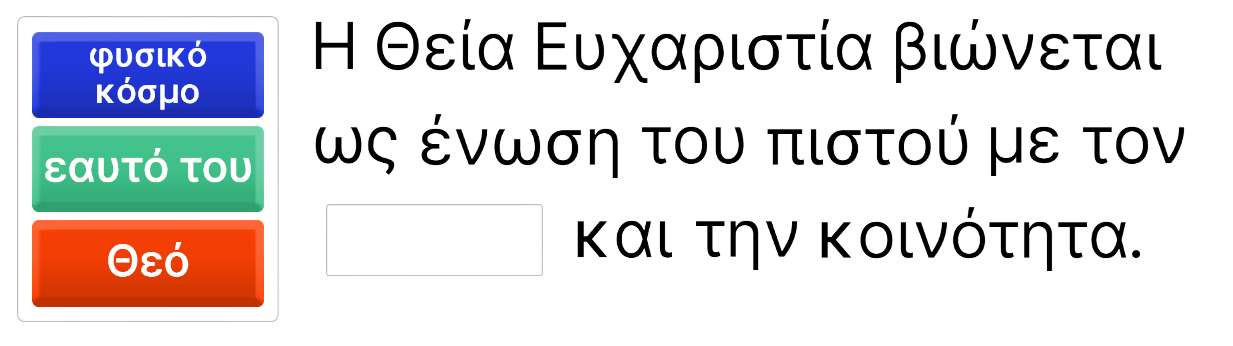 φυσικό
κόσμο
εαυτό του
Θεό
Η Θεία Ευχαριστία βιώνεται
ως ένωση του πιστού με τον
και την κοινότητα.